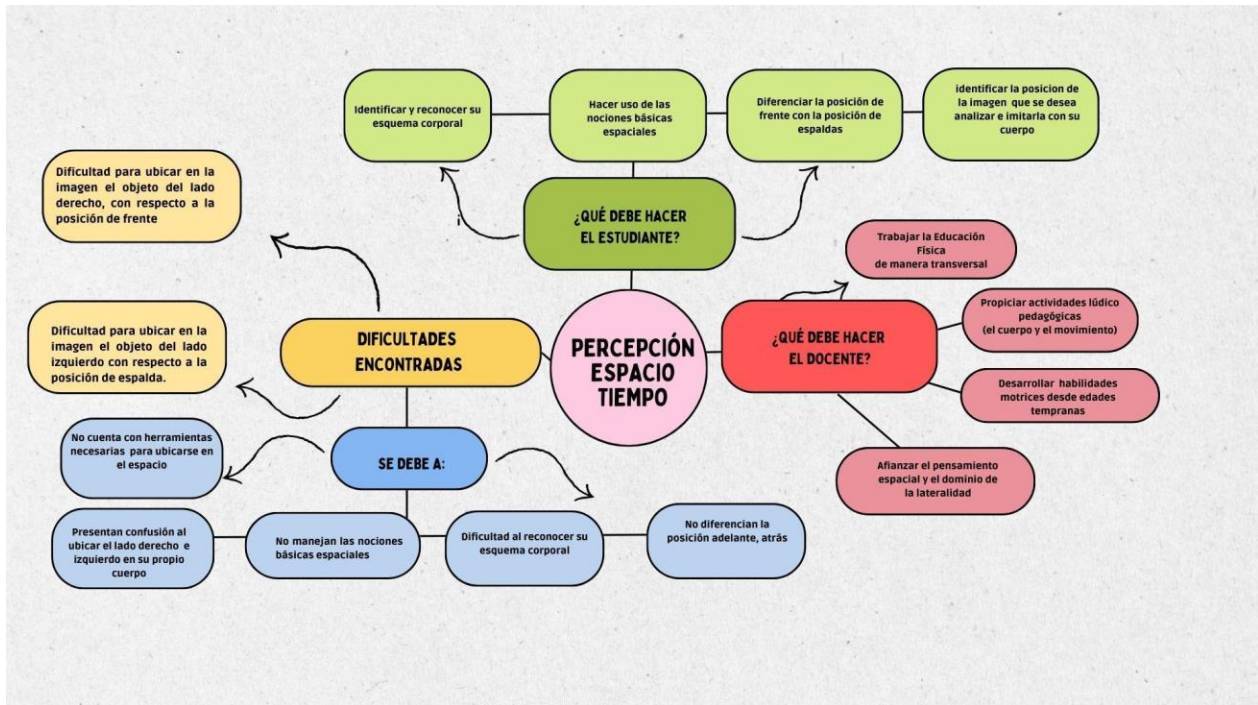 Identificar y reconocer su
esquema corporal
Hacer uso de las
nociones básicas
espaciales
Diferenciar la posición de
frente con la posición de
espaldas
identificar la posicion de
la imagen que se desea
analizar e imitarla con su
cuerpo
¿QUÉ DEBE HACER
EL ESTUDIANTE?
Dificultad para ubicar en la
imagen el objeto del lado
derecho, con respecto a la
posición de frente
Trabajar la Educación
Física
de manera transversal
Propiciar actividades lúdico
pedagógicas
(el cuerpo y el movimiento)
¿QUÉ DEBE HACER
EL DOCENTE?
PERCEPCIÓN
ESPACIO
TIEMPO
DIFICULTADES
ENCONTRADAS
Dificultad para ubicar en la
imagen el objeto del lado
izquierdo con respecto a la
posición de espalda.
Desarrollar habilidades
motrices desde edades
tempranas
Afianzar el pensamiento
espacial y el dominio de
la lateralidad
No cuenta con herramientas
necesarias para ubicarse en
el espacio
SE DEBE A:
Presentan confusión al
ubicar el lado derecho e
izquierdo en su propio
cuerpo
No manejan las nociones
básicas espaciales
Dificultad al reconocer su
esquema corporal
No diferencian la
posición adelante, atrás